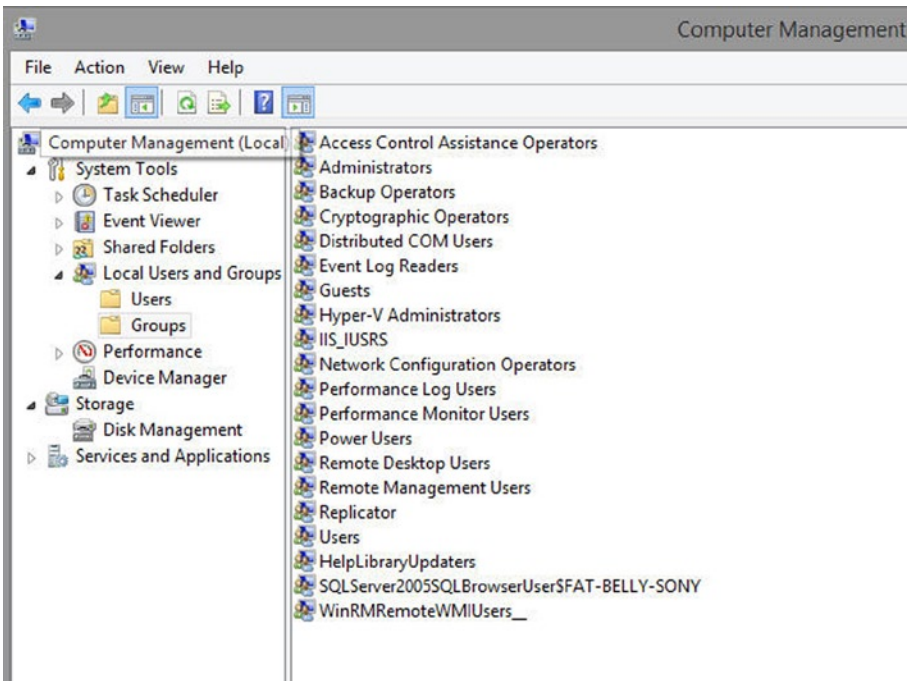 Computer Management
File Action View Help
Computer Management (Local)
System Tools
Task Scheduler
Event Viewer
Shared Folders
Local Users and Groups
Users
Groups
Performance
Device Manager
Storage
Disk Management
Services and Applications
Access Control Assistance Operators
Administrators
Backup Operators
Cryptographic Operators
Distributed COM Users
Event Log Readers
Guests
Hyper-V Administrators
IIS_IUSRS
Network Configuration Operators
Performance Log Users
Performance Monitor Users
Power Users
Remote Desktop Users
Remote Management Users
Replicator
Users
HelpLibraryUpdaters
SQLServer2005SQLBrowserUser$FAT-BELLY-SONY
WinRMRemoteWMIUsers__